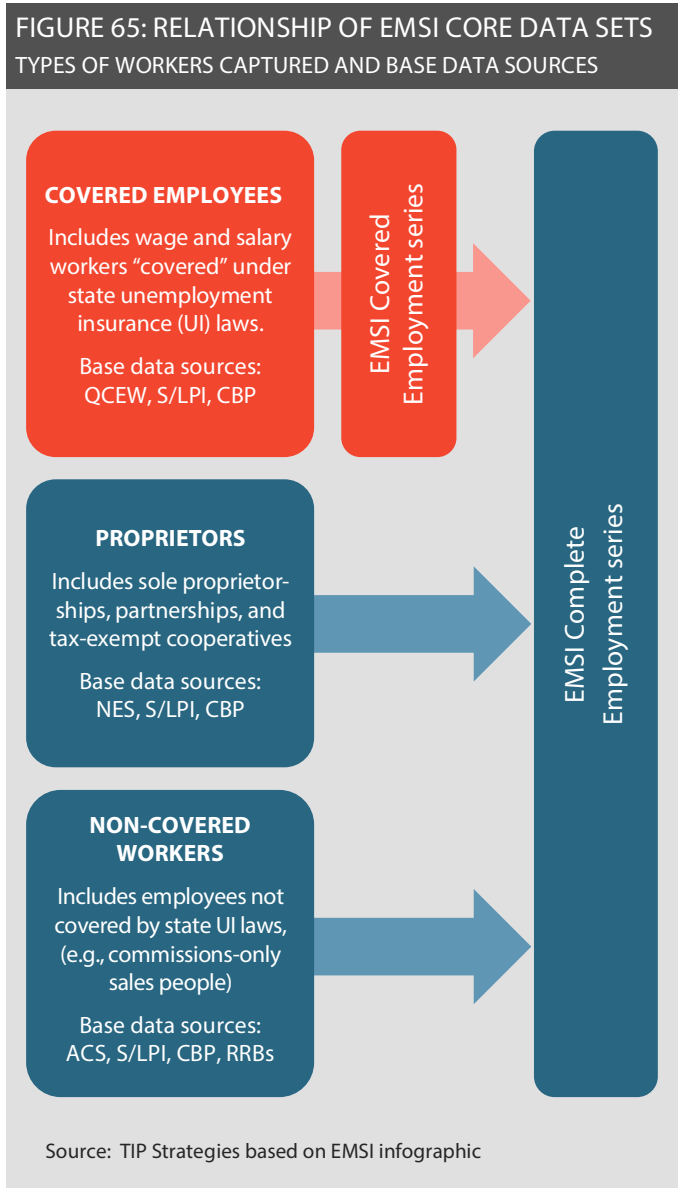 FIGURE 65: RELATIONSHIP OF EMSI CORE DATA SETS
TYPES OF WORKERS CAPTURED AND BASE DATA SOURCES
COVERED EMPLOYEES
Includes wage and salary
workers “covered” under
state unemployment
insurance (UI) laws.
Base data sources:
QCEW, S/LPI, CBP
EMSI Covered
Employment series
PROPRIETORS
Includes sole proprietor-
ships, partnerships, and
tax-exempt cooperatives
Base data sources:
NES, S/LPI, CBP
NON-COVERED
WORKERS
Includes employees not
covered by state UI laws,
(e.g., commissions-only
sales people)
Base data sources:
ACS, S/LPI, CBP, RRBs
EMSI Complete
Employment series
Source: TIP Strategies based on EMSI infographic